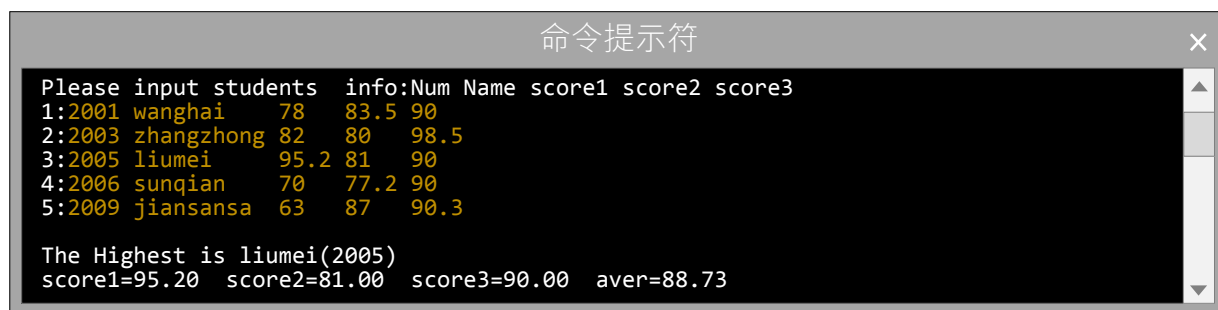 命令提示符
×
Please input students info:Num Name score1 score2 score3
1:2001 wanghai 78 83.5 90
2:2003 zhangzhong 82 80 98.5
3:2005 liumei 95.2 81 90
4:2006 sunqian 70 77.2 90
5:2009 jiansansa 63 87 90.3
The Highest is liumei(2005)
score1=95.20 score2=81.00 score3=90.00 aver=88.73